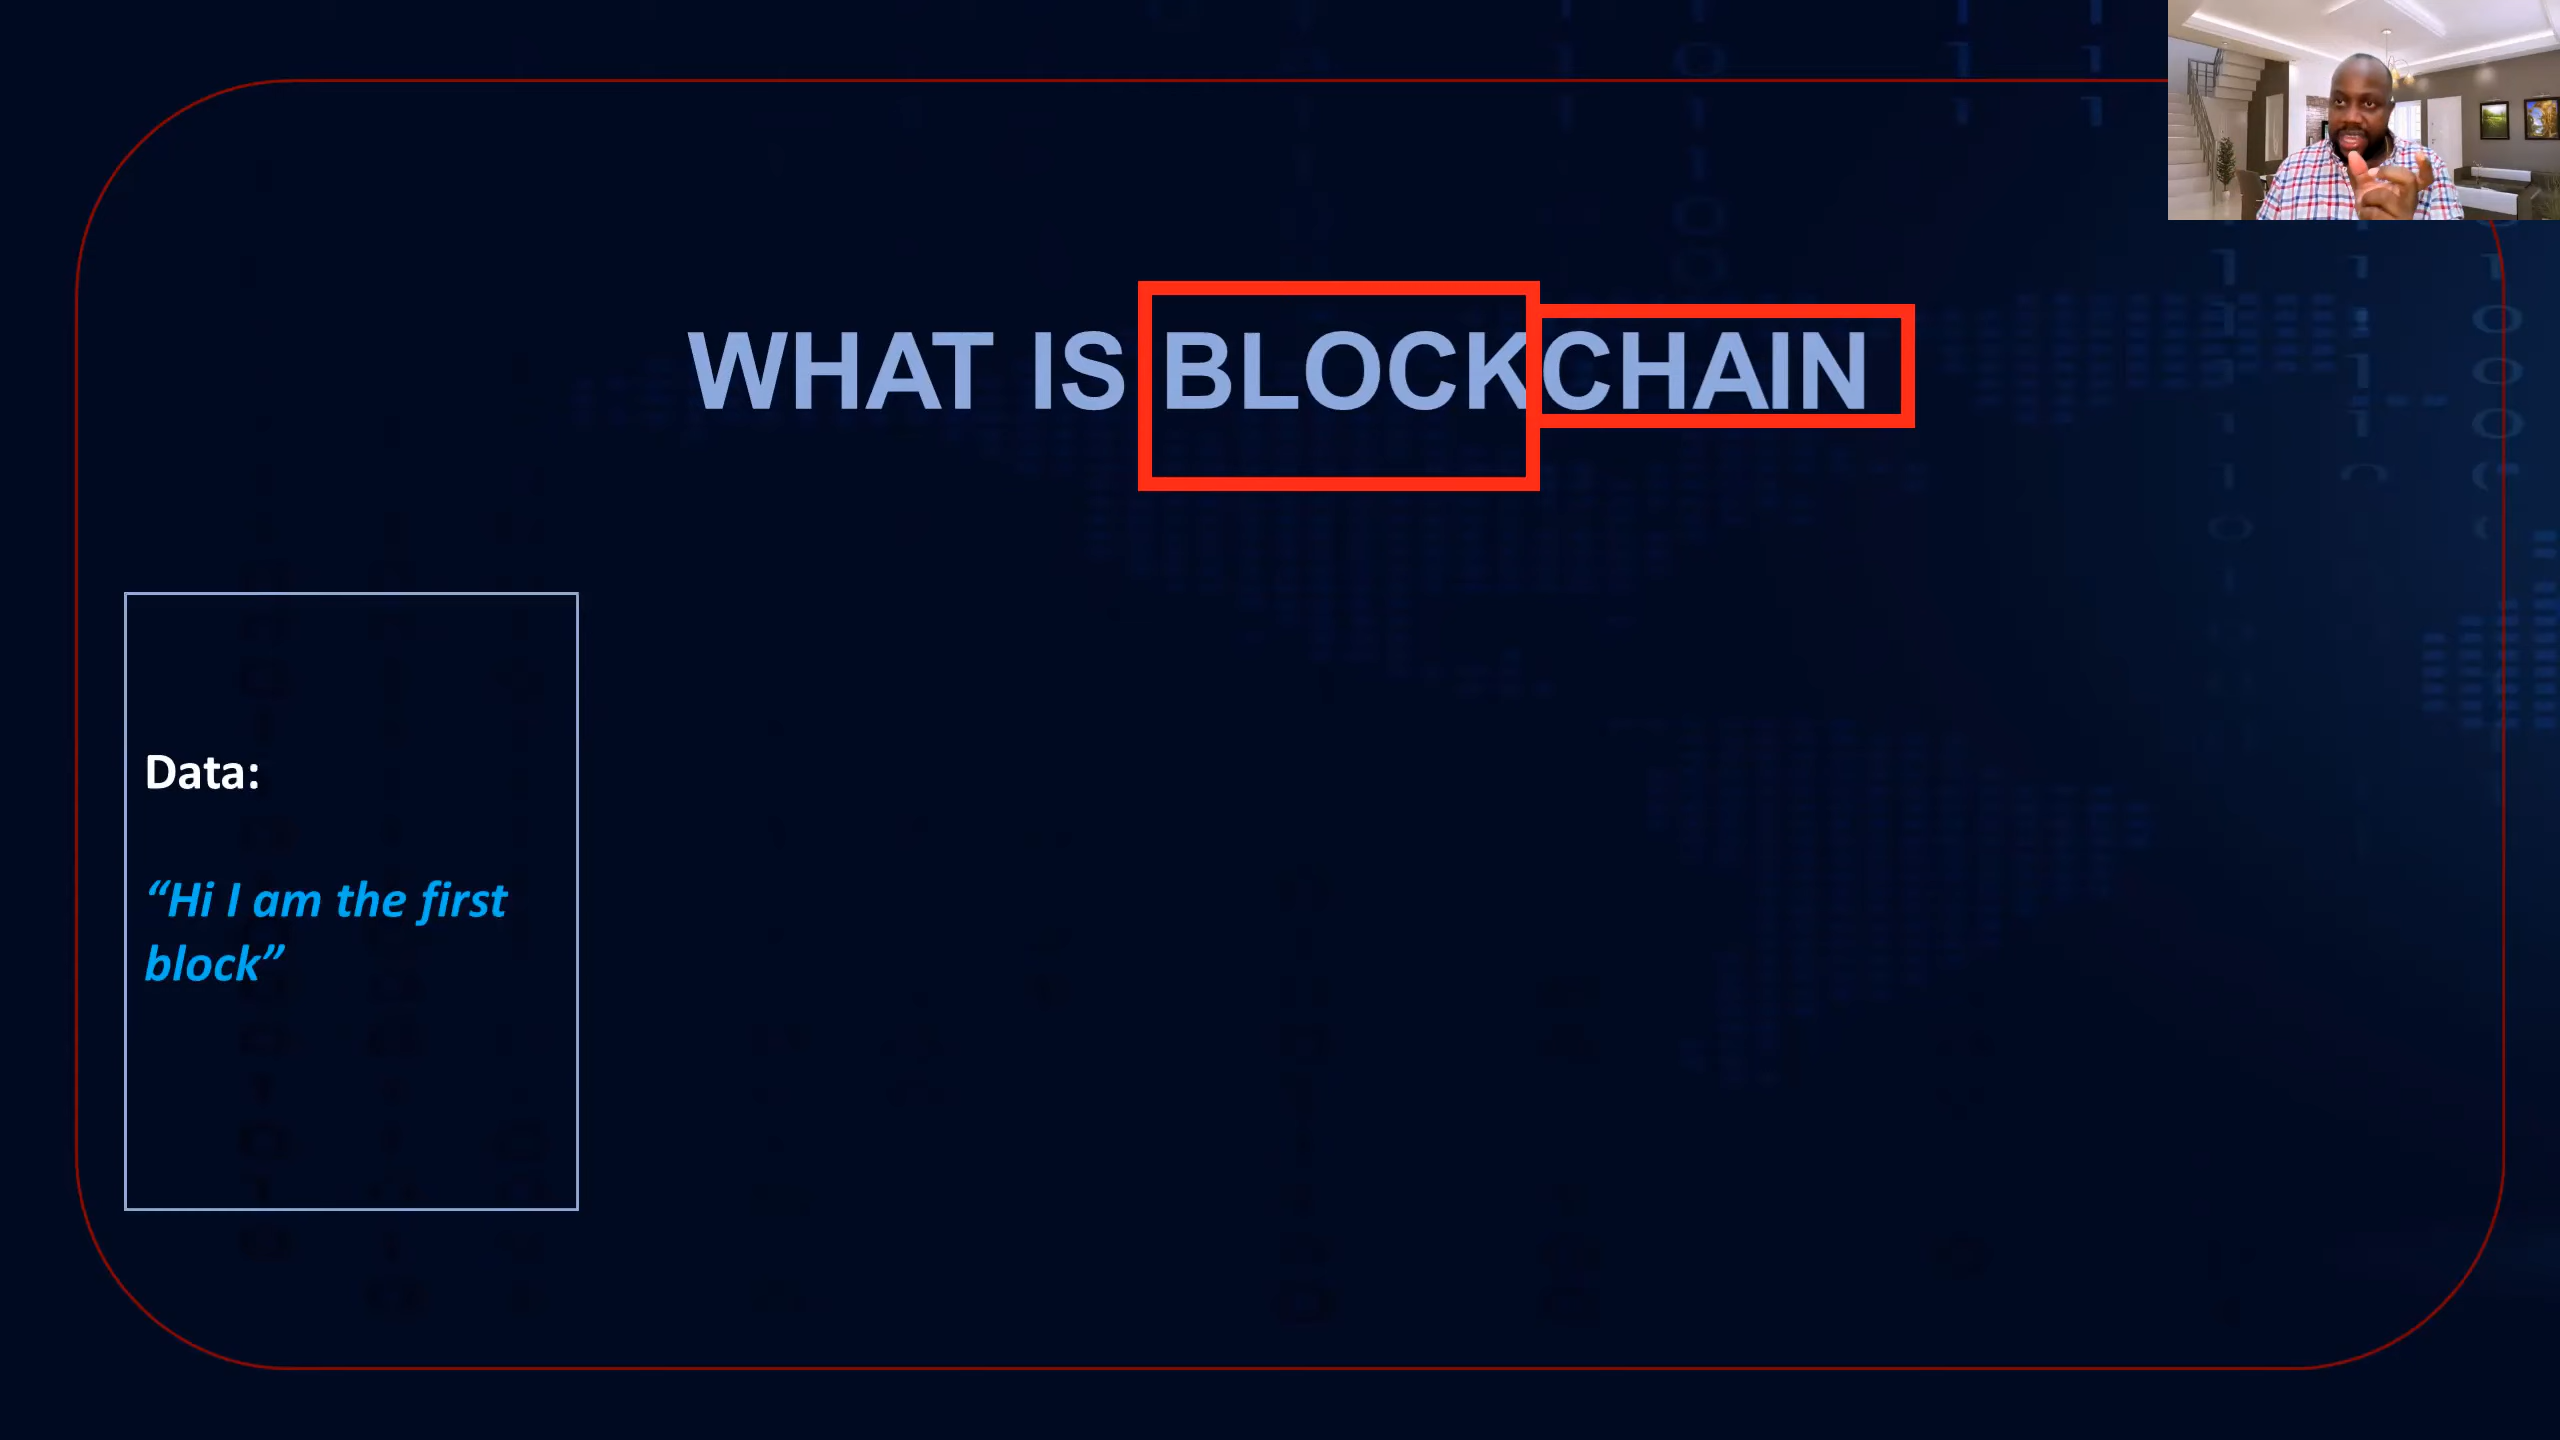 WHAT IS BLOCKCHAIN
Data:
“Hi I am the first
block”